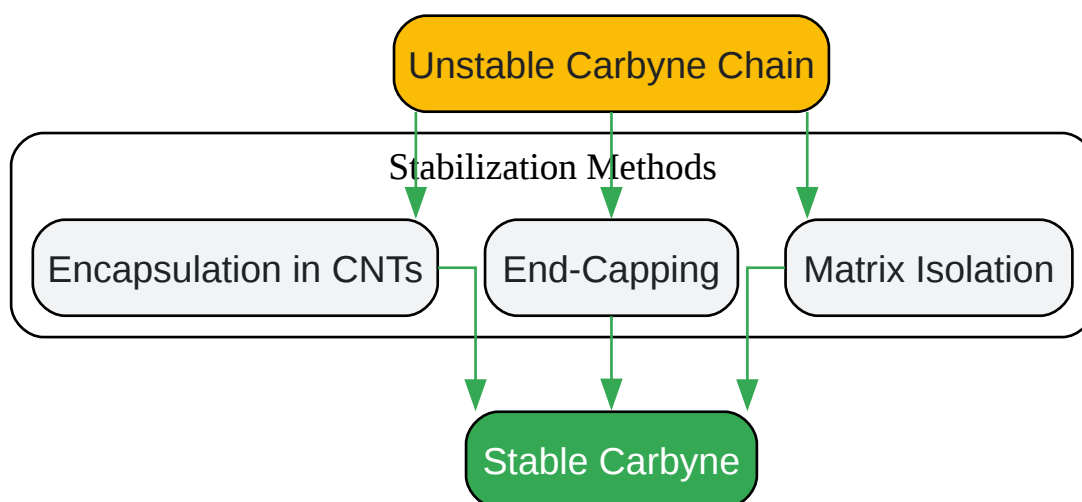 Unstable Carbyne Chain
Stabilization Methods
Encapsulation in CNTs
End-Capping
Matrix Isolation
Stable Carbyne